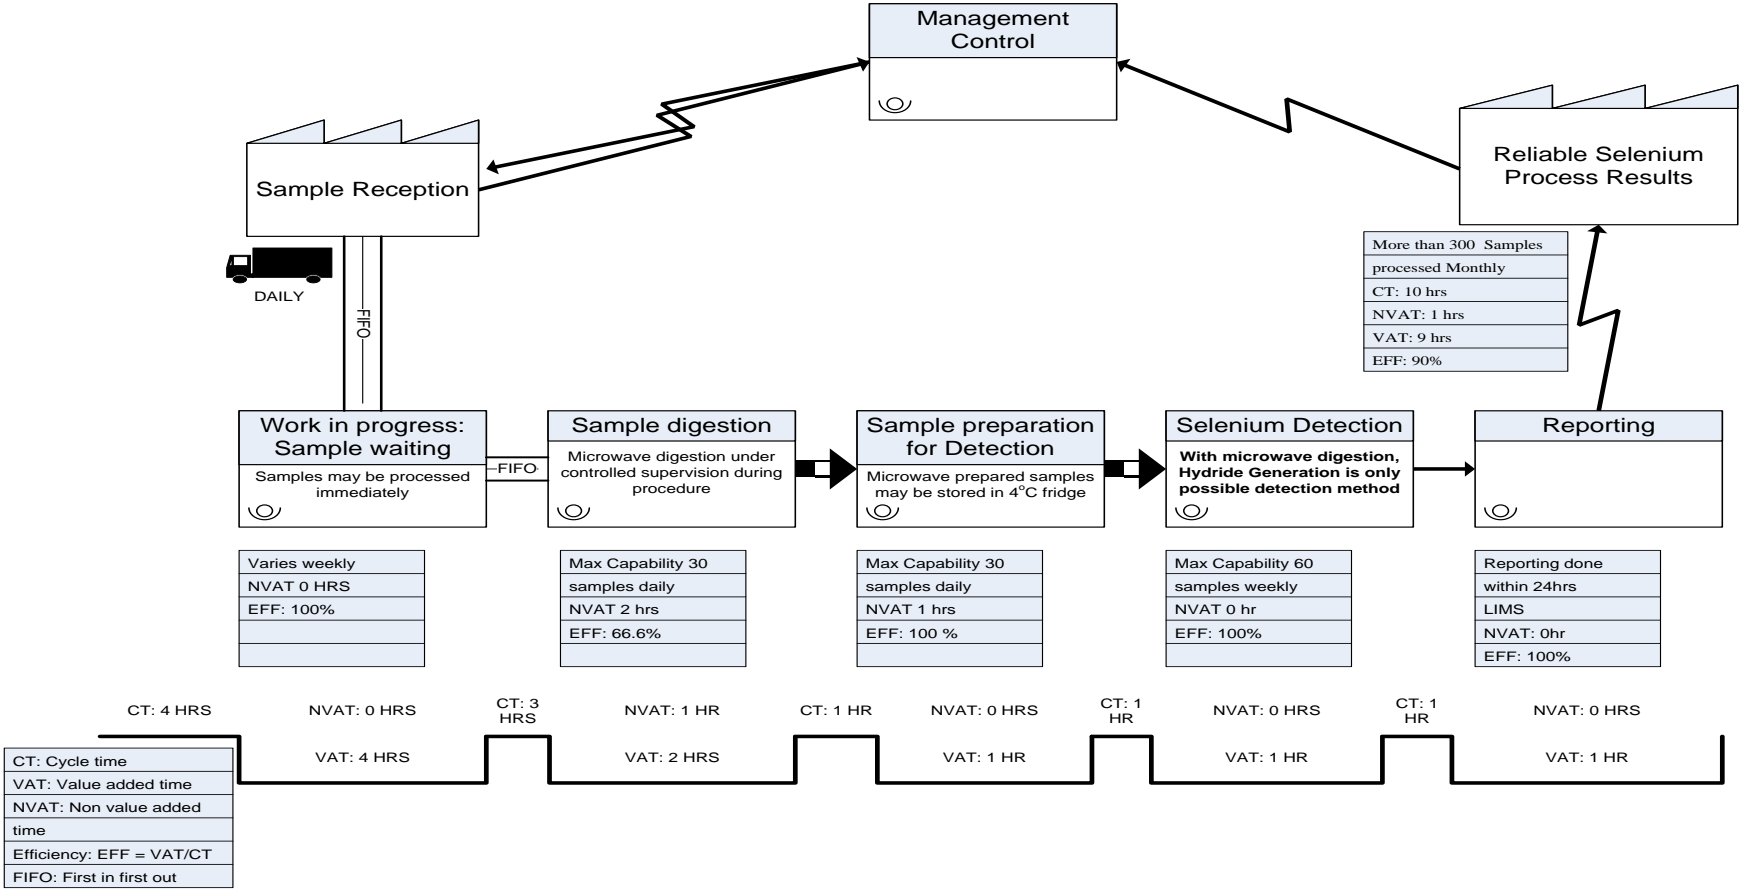 Management
Control
Sample Reception
Reliable Selenium
Process Results
DAILY
FIFO
More than 300 Samples
processed Monthly
CT: 10 hrs
NVAT: 1 hrs
VAT: 9 hrs
EFF: 90%
Work in progress:
Sample waiting
Samples may be processed
immediately
FIFO
Sample digestion
Microwave digestion under
controlled supervision during
procedure
Sample preparation
for Detection
Microwave prepared samples
may be stored in 4°C fridge
Selenium Detection
With microwave digestion,
Hydride Generation is only
possible detection method
Reporting
Varies weekly
NVAT 0 HRS
EFF: 100%
Max Capability 30
samples daily
NVAT 2 hrs
EFF: 66.6%
Max Capability 30
samples daily
NVAT 1 hrs
EFF: 100 %
Max Capability 60
samples weekly
NVAT 0 hr
EFF: 100%
Reporting done
within 24hrs
LIMS
NVAT: 0hr
EFF: 100%
CT: 4 HRS
NVAT: 0 HRS
CT: 3
HRS
NVAT: 1 HR
CT: 1 HR
NVAT: 0 HRS
CT: 1
HR
NVAT: 0 HRS
CT: 1
HR
NVAT: 0 HRS
VAT: 4 HRS
VAT: 2 HRS
VAT: 1 HR
VAT: 1 HR
VAT: 1 HR
CT: Cycle time
VAT: Value added time
NVAT: Non value added
time
Efficiency: EFF = VAT/CT
FIFO: First in first out